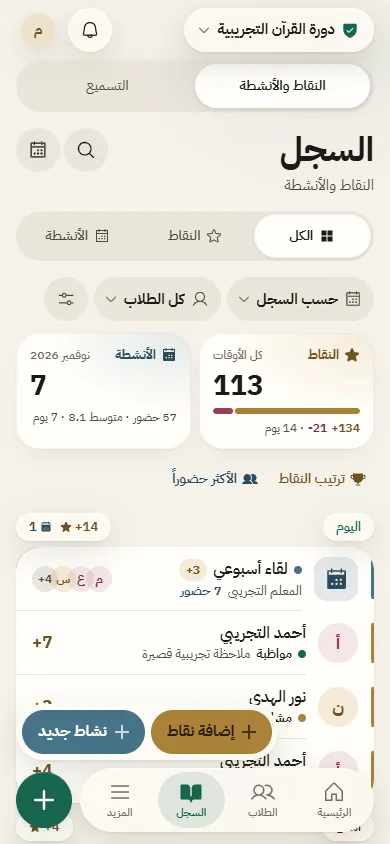 دورة القرآن التجريبية
م
النقاط والأنشطة
التسميع
السجل
النقاط والأنشطة
الكل
النقاط
الأنشطة
حسب السجل
كل الطلاب
النقاط
كل الأوقات
113
+134 -21 · 14 يوم
الأنشطة
نوفمبر 2026
7
57 حضور · متوسط 8.1 · 7 يوم
ترتيب النقاط
الأكثر حضوراً
اليوم
+14
1
لقاء أسبوعي
+3
المعلم التجريبي 7 حضور
م ع س +4
أ
أحمد التجريبي
مواظبة ملاحظة تجريبية قصيرة
+7
ن
نور الهدى
إضافة نقاط
نشاط جديد
أحمد التجريبي
+4
الرئيسية
الطلاب
السجل
المزيد